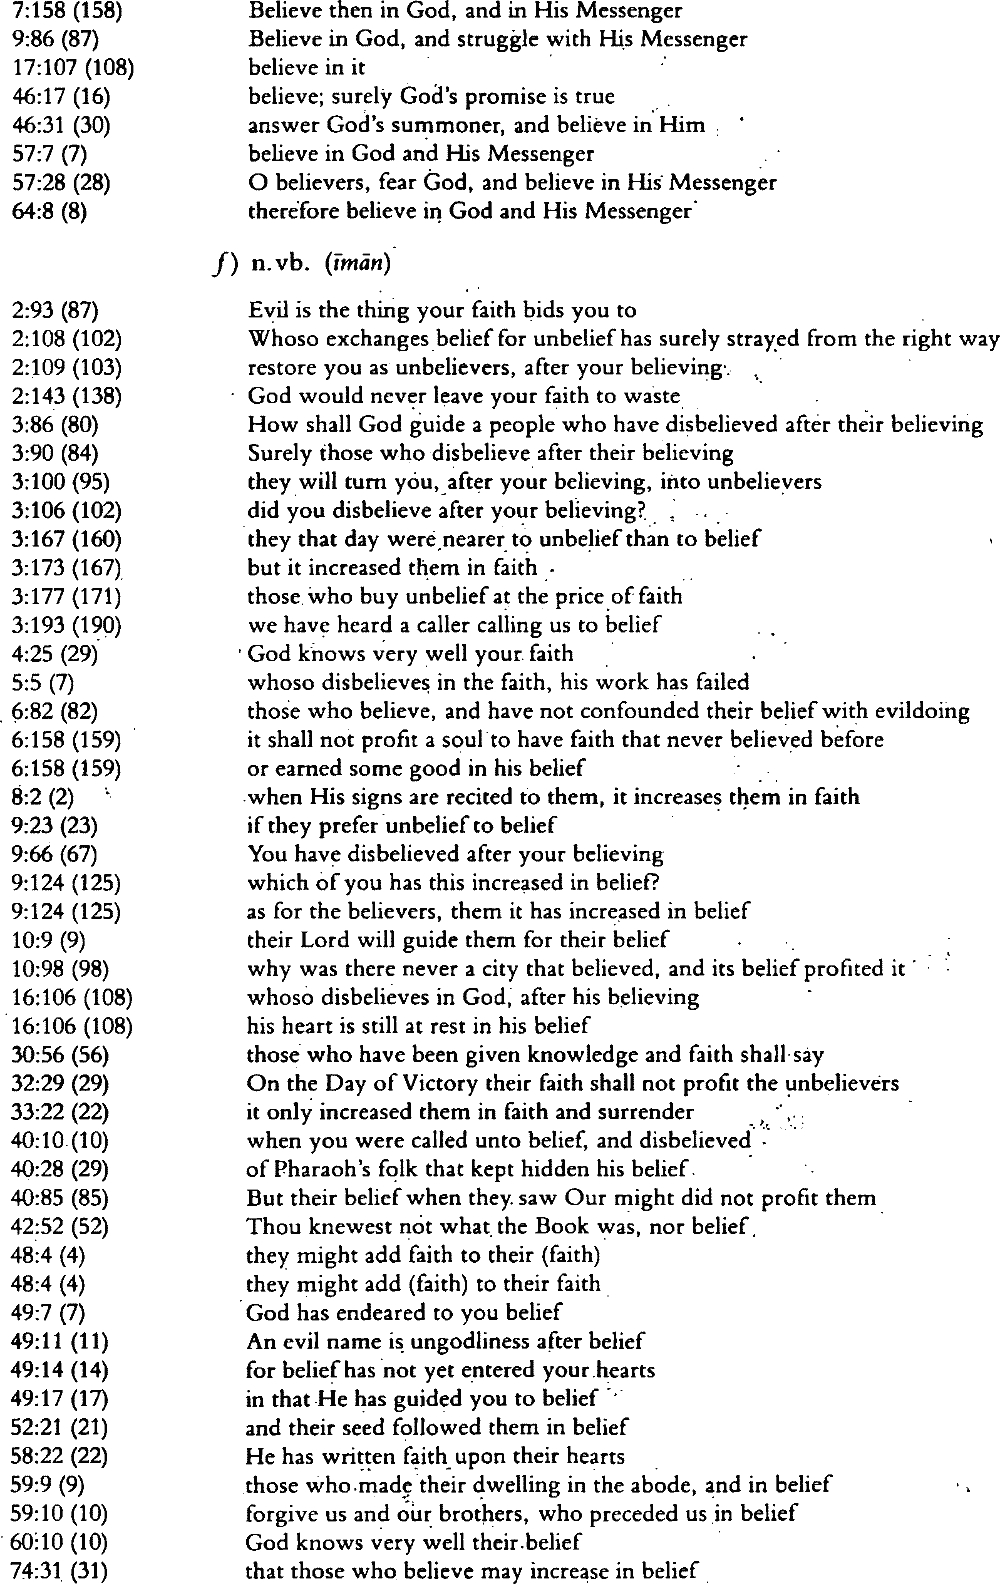 7:158 (158) Believe then in God, and in His Messenger
9:86 (87) Believe in God, and struggle with His Messenger
17:107 (108) believe in it
46:17 (16) believe; surely God's promise is true
46:31 (30) answer God's summoner, and believe in Him
57:7 (7) believe in God and His Messenger
57:28 (28) O believers, fear God, and believe in His Messenger
64:8 (8) therefore believe in God and His Messenger
f) n.vb. (īmān)
2:93 (87) Evil is the thing your faith bids you to
2:108 (102) Whoso exchanges belief for unbelief has surely strayed from the right way
2:109 (103) restore you as unbelievers, after your believing
2:143 (138) God would never leave your faith to waste
3:86 (80) How shall God guide a people who have disbelieved after their believing
3:90 (84) Surely those who disbelieve after their believing
3:100 (95) they will turn you, after your believing, into unbelievers
3:106 (102) did you disbelieve after your believing?
3:167 (160) they that day were nearer to unbelief than to belief
3:173 (167) but it increased them in faith
3:177 (171) those who buy unbelief at the price of faith
3:193 (190) we have heard a caller calling us to belief
4:25 (29) God knows very well your faith
5:5 (7) whoso disbelieves in the faith, his work has failed
6:82 (82) those who believe, and have not confounded their belief with evildoing
6:158 (159) it shall not profit a soul to have faith that never believed before
6:158 (159) or earned some good in his belief
8:2 (2) when His signs are recited to them, it increases them in faith
9:23 (23) if they prefer unbelief to belief
9:66 (67) You have disbelieved after your believing
9:124 (125) which of you has this increased in belief?
9:124 (125) as for the believers, them it has increased in belief
10:9 (9) their Lord will guide them for their belief
10:98 (98) why was there never a city that believed, and its belief profited it
16:106 (108) whoso disbelieves in God, after his believing
16:106 (108) his heart is still at rest in his belief
30:56 (56) those who have been given knowledge and faith shall say
32:29 (29) On the Day of Victory their faith shall not profit the unbelievers
33:22 (22) it only increased them in faith and surrender
40:10 (10) when you were called unto belief, and disbelieved
40:28 (29) of Pharaoh's folk that kept hidden his belief
40:85 (85) But their belief when they saw Our might did not profit them
42:52 (52) Thou knewest not what the Book was, nor belief
48:4 (4) they might add faith to their (faith)
48:4 (4) they might add (faith) to their faith
49:7 (7) God has endeared to you belief
49:11 (11) An evil name is ungodliness after belief
49:14 (14) for belief has not yet entered your hearts
49:17 (17) in that He has guided you to belief
52:21 (21) and their seed followed them in belief
58:22 (22) He has written faith upon their hearts
59:9 (9) those who made their dwelling in the abode, and in belief
59:10 (10) forgive us and our brothers, who preceded us in belief
60:10 (10) God knows very well their belief
74:31 (31) that those who believe may increase in belief